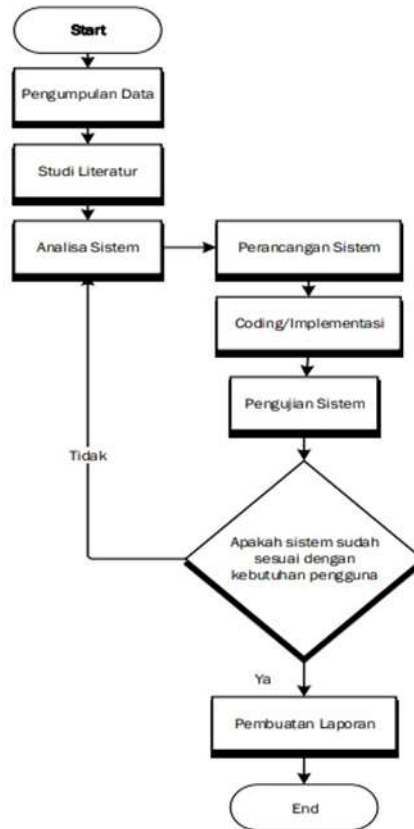 Start
Pengumpulan Data
Studi Literatur
Analisa Sistem
Perancangan Sistem
Coding/Implementasi
Pengujian Sistem
Tidak
Apakah sistem sudah
sesuai dengan
kebutuhan pengguna
Ya
Pembuatan Laporan
End